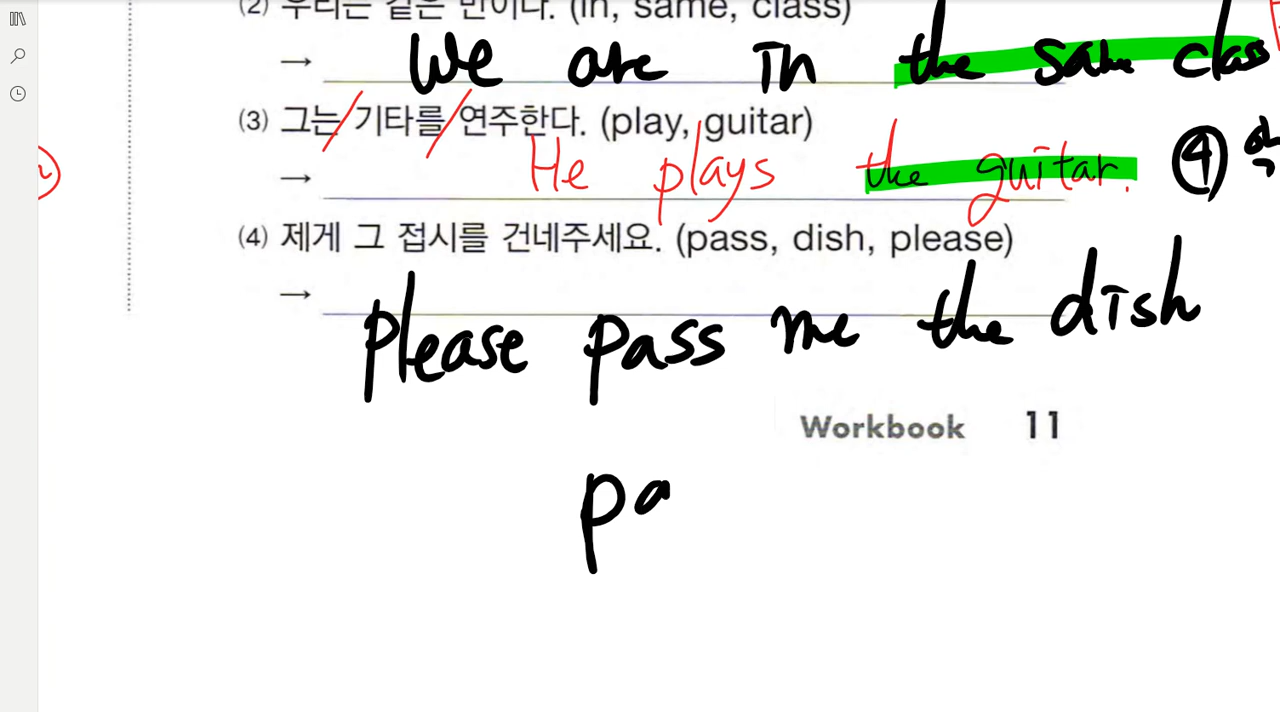 (2) 우리는 같은 반이다. (in, same, class)
→ We are in the same class
(3) 그는/기타를/연주한다. (play, guitar)
→ He plays the guitar. ④
(4) 제게 그 접시를 건네주세요. (pass, dish, please)
→ please pass me the dish
Workbook 11
pa